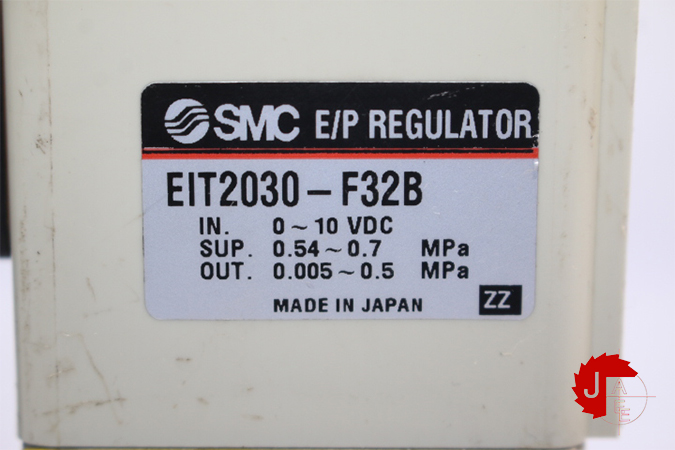 SMC E/P REGULATOR
EIT2030-F32B
IN. 0~10 VDC
SUP. 0.54~0.7 MPa
OUT. 0.005~0.5 MPa
MADE IN JAPAN ZZ
J A